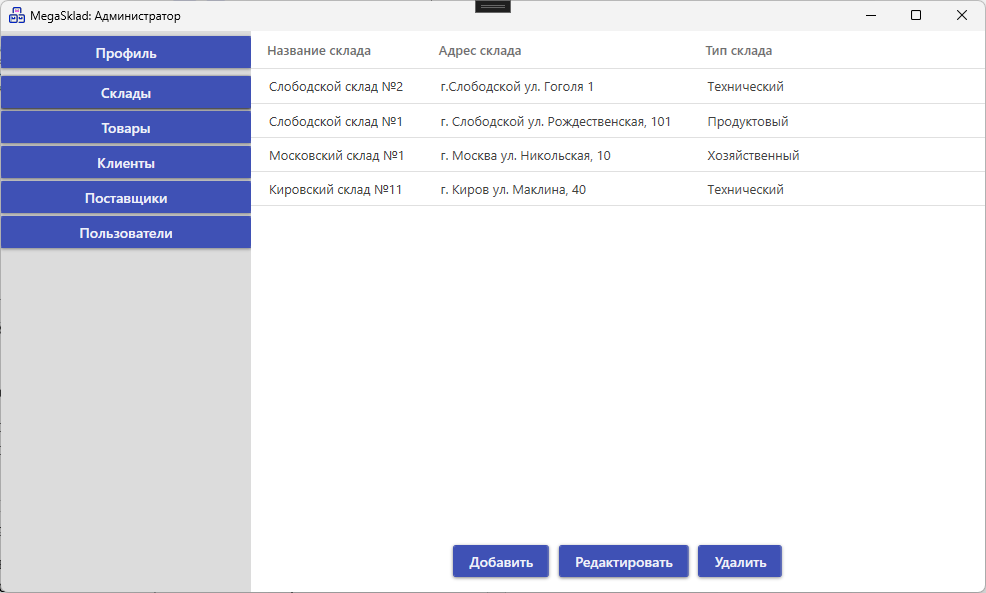 MegaSklad: Администратор
Профиль
Склады
Товары
Клиенты
Поставщики
Пользователи
Название склада Адрес склада Тип склада
Слободской склад №2 г.Слободской ул. Гоголя 1 Технический
Слободской склад №1 г. Слободской ул. Рождественская, 101 Продуктовый
Московский склад №1 г. Москва ул. Никольская, 10 Хозяйственный
Кировский склад №11 г. Киров ул. Маклина, 40 Технический
Добавить Редактировать Удалить